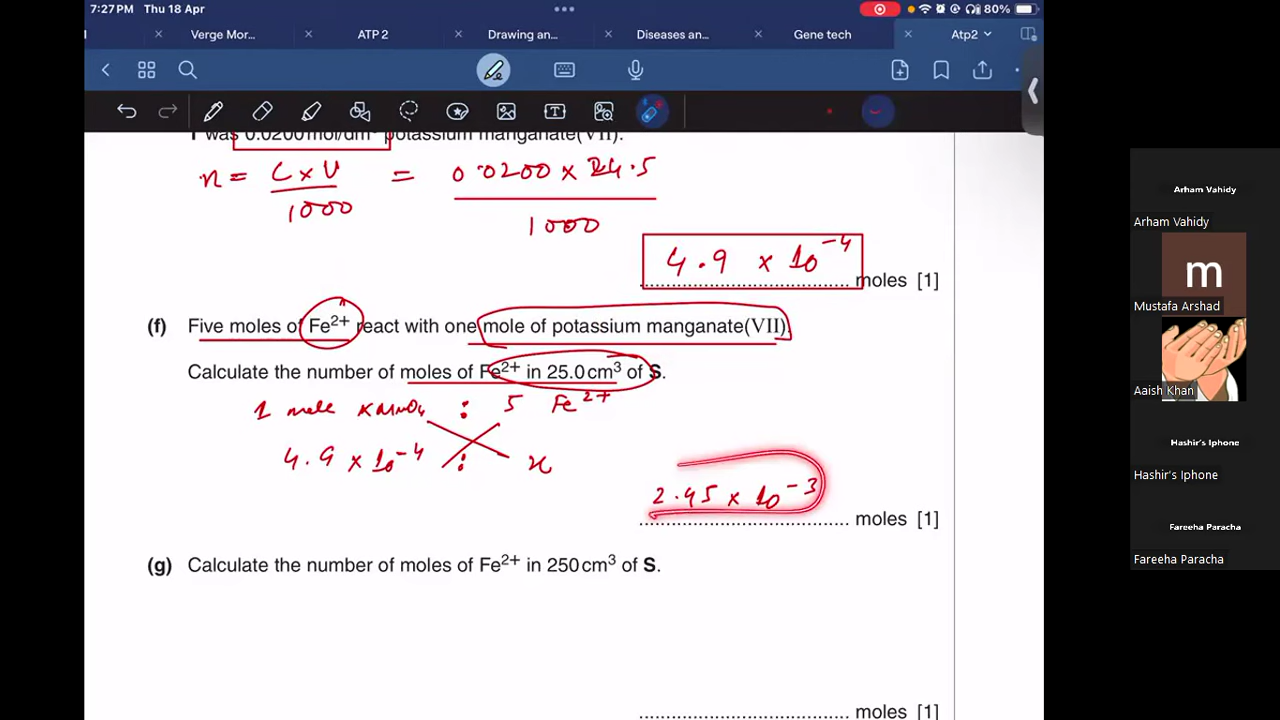 7:27PM Thu 18 Apr
80%
Verge Mor...
ATP 2
Drawing an...
Diseases an...
Gene tech
Atp2
T
was 0.0200 mol/dm³ potassium manganate(VII).
n = C x V / 1000 = 0.0200 x 24.5 / 1000
4.9 x 10⁻⁴ moles [1]
(f) Five moles of Fe²⁺ react with one mole of potassium manganate(VII).
Calculate the number of moles of Fe²⁺ in 25.0 cm³ of S.
1 mole KMnO₄ : 5 Fe²⁺
4.9 x 10⁻⁴ : x
2.45 x 10⁻³ moles [1]
(g) Calculate the number of moles of Fe²⁺ in 250 cm³ of S.
moles [1]
Arham Vahidy
Arham Vahidy
m
Mustafa Arshad
Aaish Khan
Hashir's Iphone
Hashir's Iphone
Fareeha Paracha
Fareeha Paracha